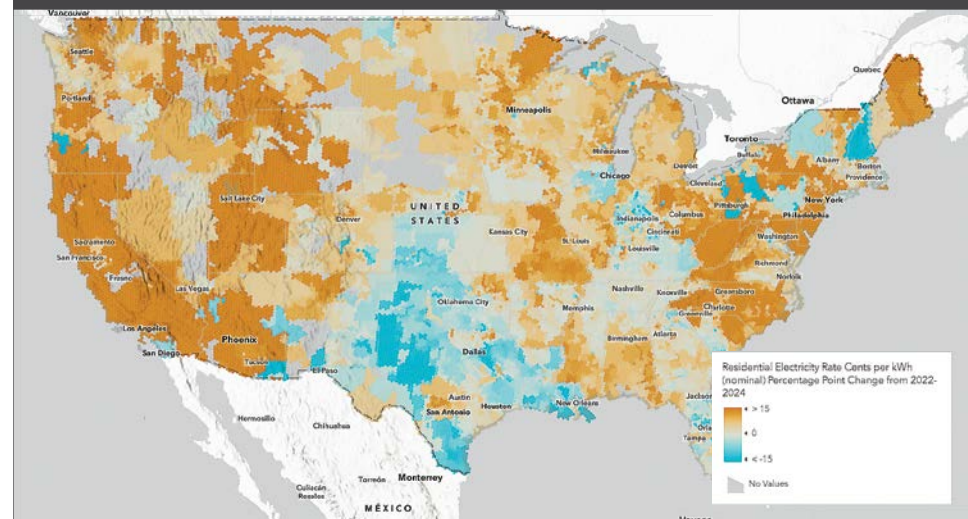 Vancouver
Seattle
Portland
Quebec
Ottawa
Minneapolis
Toronto
Buffalo
Albany
Boston
Providence
Milwaukee
Detroit
Chicago
Cleveland
New York
Pittsburgh
Philadelphia
Salt Lake City
UNITED
STATES
Denver
Indianapolis
Columbus
Cincinnati
Washington
Sacramento
San Francisco
Kansas City
St. Louis
Louisville
Richmond
Norfolk
Fresno
Las Vegas
Nashville
Knoxville
Greensboro
Oklahoma City
Memphis
Charlotte
Greenville
Los Angeles
Phoenix
Birmingham
Atlanta
San Diego
Tucson
El Paso
Dallas
Residential Electricity Rate Cents per kWh
(nominal) Percentage Point Change from 2022-
2024
> 15
0
< -15
No Values
Austin
San Antonio
Houston
New Orleans
Jackson
Orla
Tampa
Hermosillo
Chihuahua
Torreón
Monterrey
Culiacán
Rosales
MÉXICO